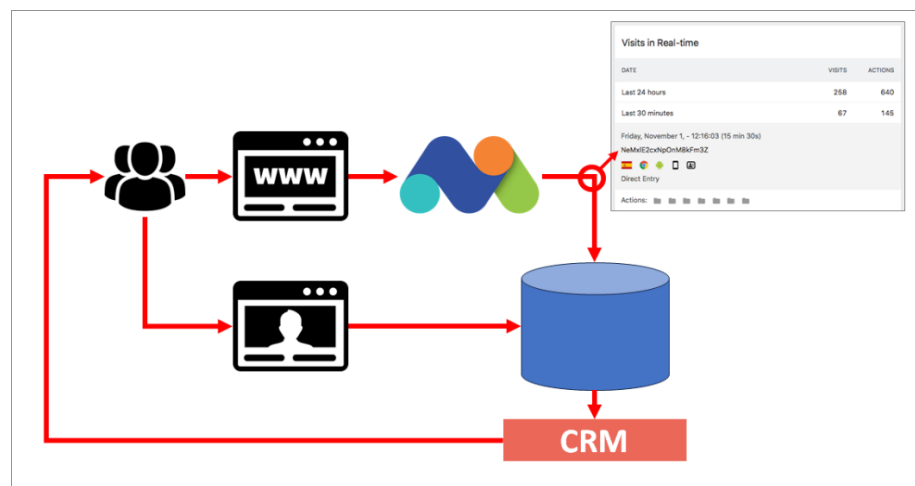 Visits in Real-time
DATE VISITS ACTIONS
Last 24 hours 258 640
Last 30 minutes 67 145
Friday, November 1, - 12:16:03 (15 min 30s)
NeMxlE2cxNpOnM8kFm3Z
Direct Entry
Actions:
WWW
CRM